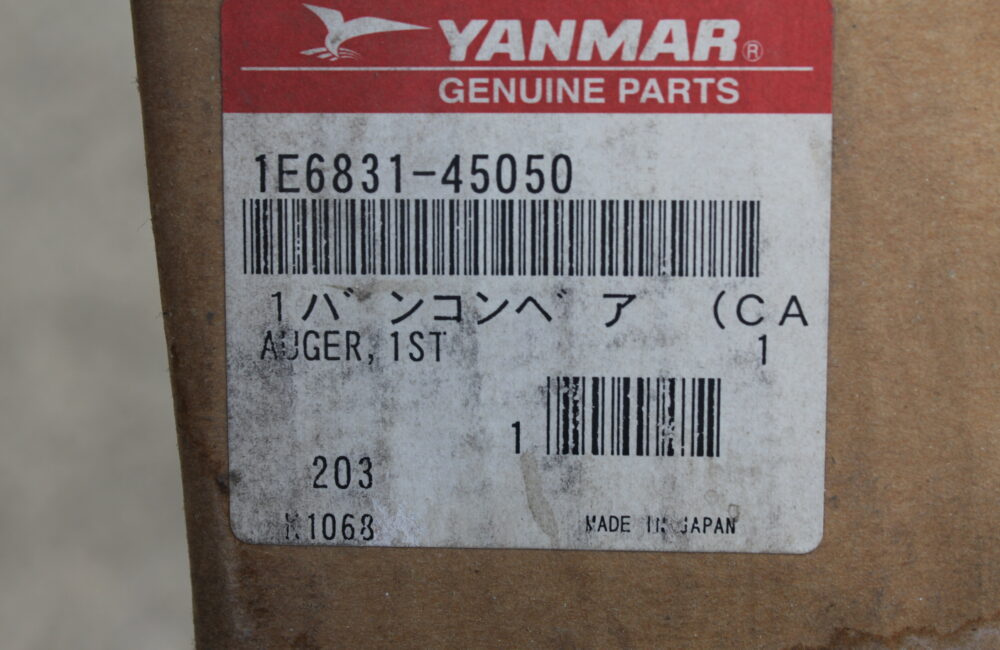 YANMAR®
GENUINE PARTS
1E6831-45050
1バンコンベア (CA
AUGER, 1ST 1
1
203
K1068
MADE IN JAPAN